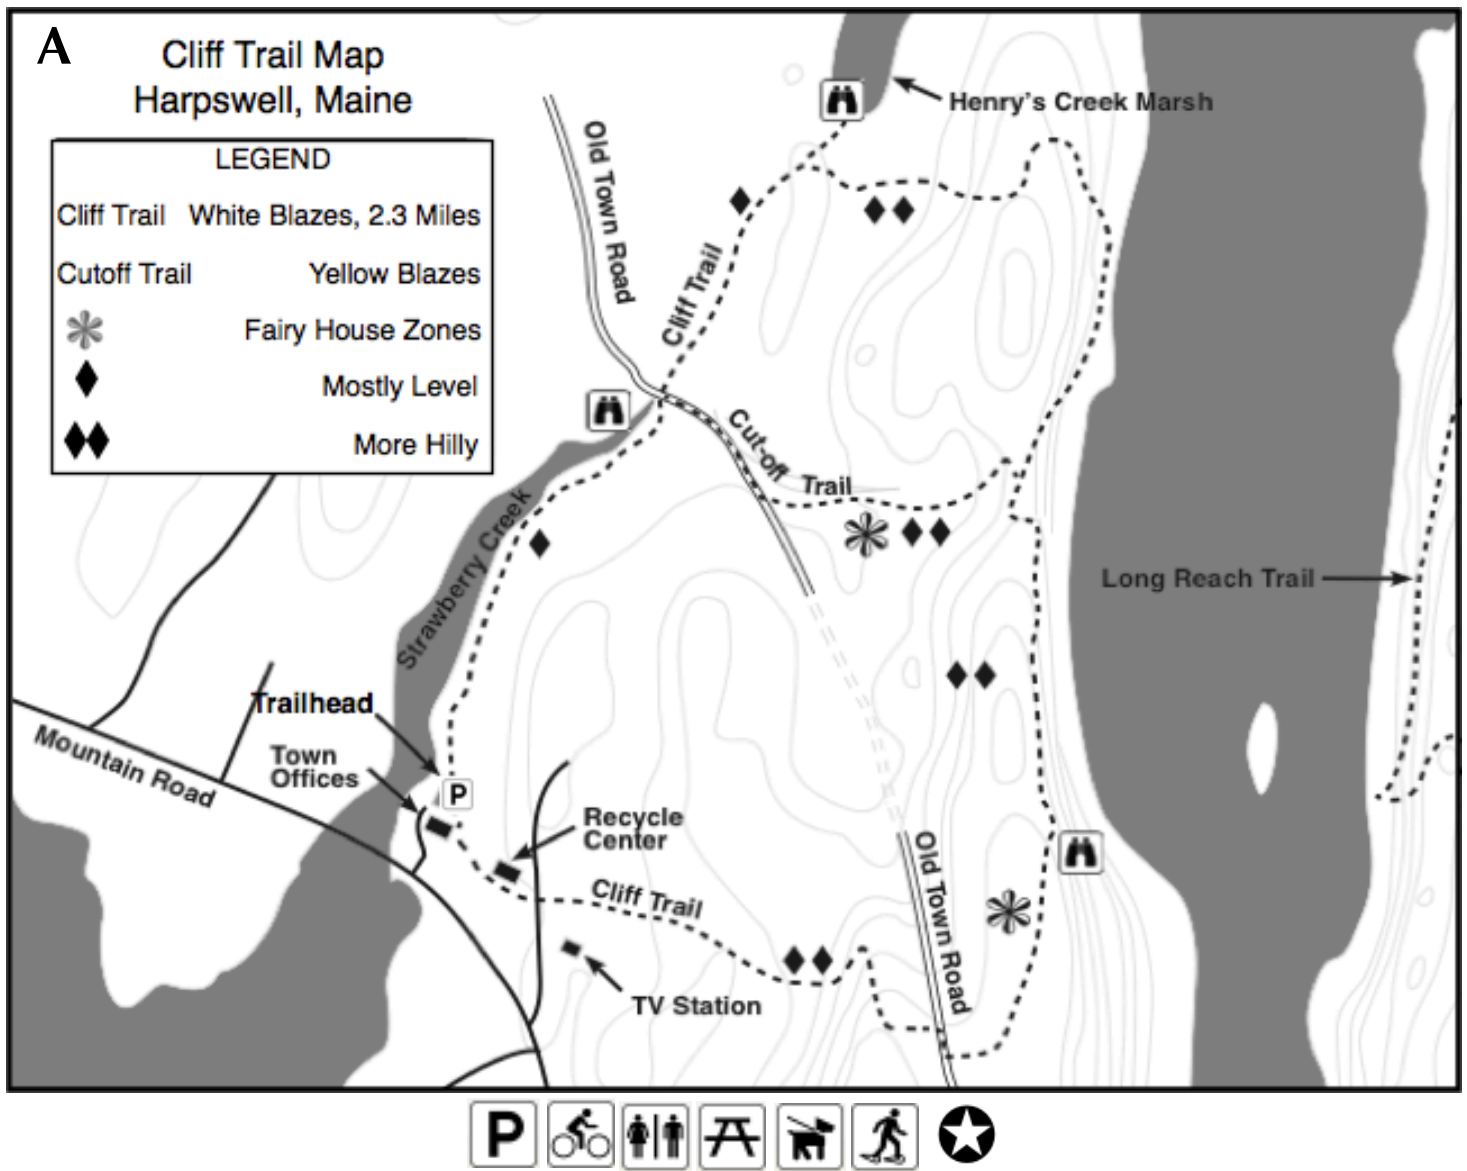 A
Cliff Trail Map
Harpswell, Maine
LEGEND
Cliff Trail White Blazes, 2.3 Miles
Cutoff Trail Yellow Blazes
Fairy House Zones
Mostly Level
More Hilly
Henry's Creek Marsh
Old Town Road
Cliff Trail
Cut-off Trail
Strawberry Creek
Long Reach Trail
Trailhead
Town
Offices
Mountain Road
P
Recycle
Center
Cliff Trail
Old Town Road
TV Station
P